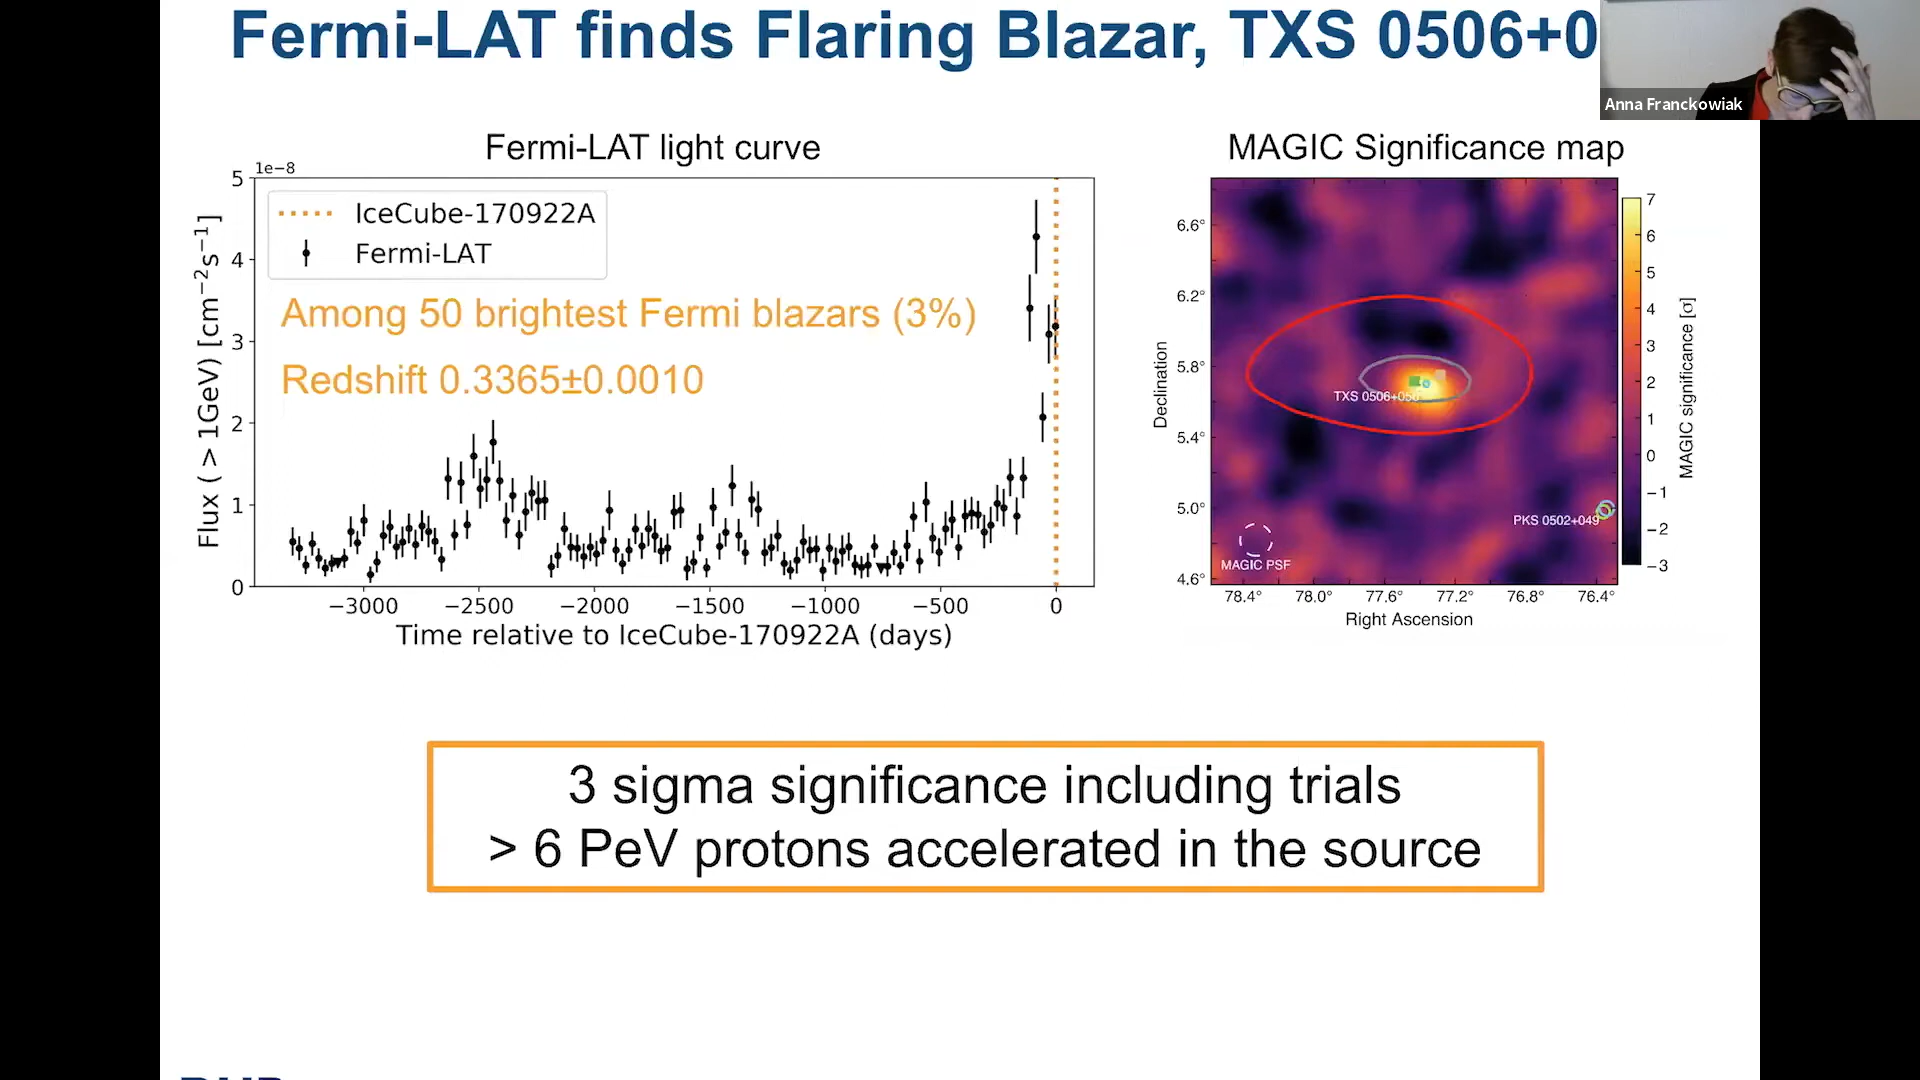 Fermi-LAT finds Flaring Blazar, TXS 0506+0
Anna Franckowiak
Fermi-LAT light curve
1e−8
IceCube-170922A
Fermi-LAT
Among 50 brightest Fermi blazars (3%)
Redshift 0.3365±0.0010
5
4
3
2
1
0
Flux ( > 1GeV) [cm−2s−1]
−3000 −2500 −2000 −1500 −1000 −500 0
Time relative to IceCube-170922A (days)
MAGIC Significance map
6.6°
6.2°
5.8°
5.4°
5.0°
4.6°
Declination
TXS 0506+056
PKS 0502+049
MAGIC PSF
78.4° 78.0° 77.6° 77.2° 76.8° 76.4°
Right Ascension
7
6
5
4
3
2
1
0
−1
−2
−3
MAGIC significance [σ]
3 sigma significance including trials
> 6 PeV protons accelerated in the source